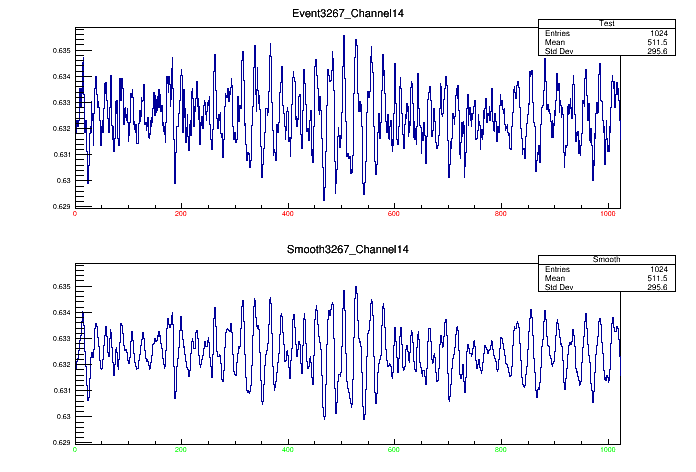 Event3267_Channel14
Test
Entries 1024
Mean 511.5
Std Dev 295.6
0.635
0.634
0.633
0.632
0.631
0.63
0.629
0 200 400 600 800 1000
Smooth3267_Channel14
Smooth
Entries 1024
Mean 511.5
Std Dev 295.6
0.635
0.634
0.633
0.632
0.631
0.63
0.629
0 200 400 600 800 1000